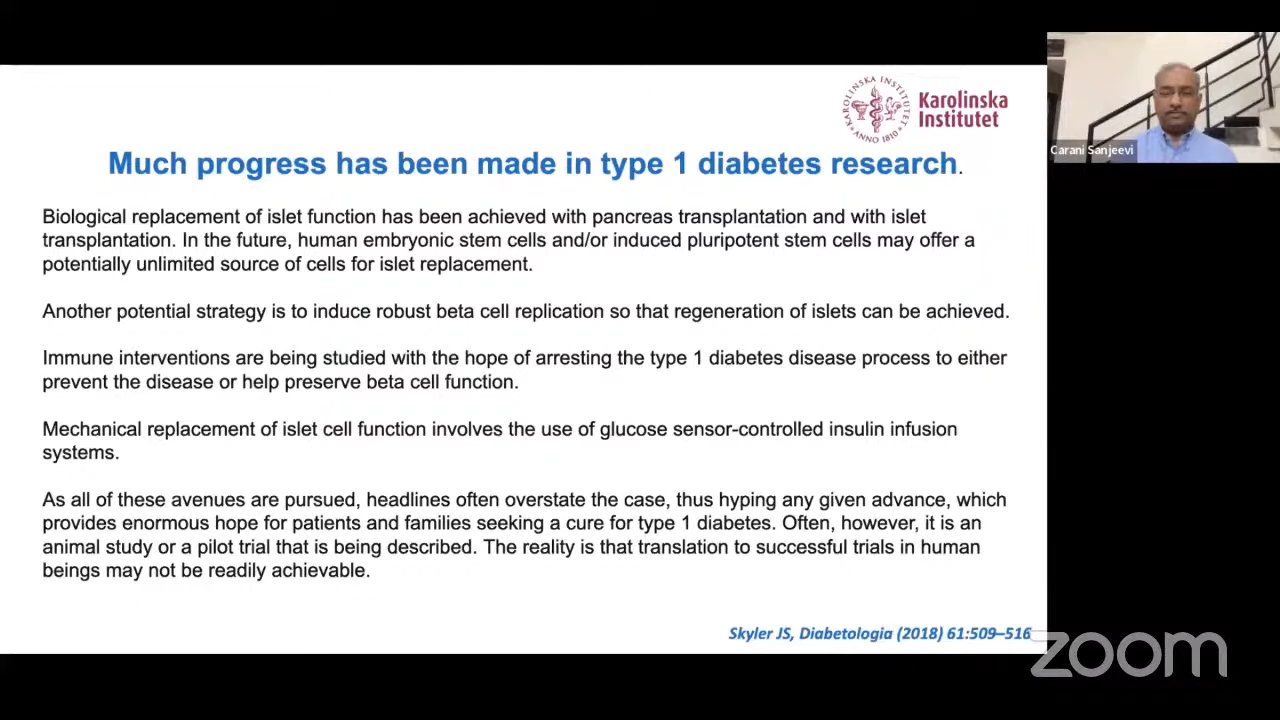 KAROLINSKA INSTITUTET
ANNO 1810
Karolinska
Institutet
Carani Sanjeevi
Much progress has been made in type 1 diabetes research.
Biological replacement of islet function has been achieved with pancreas transplantation and with islet
transplantation. In the future, human embryonic stem cells and/or induced pluripotent stem cells may offer a
potentially unlimited source of cells for islet replacement.
Another potential strategy is to induce robust beta cell replication so that regeneration of islets can be achieved.
Immune interventions are being studied with the hope of arresting the type 1 diabetes disease process to either
prevent the disease or help preserve beta cell function.
Mechanical replacement of islet cell function involves the use of glucose sensor-controlled insulin infusion
systems.
As all of these avenues are pursued, headlines often overstate the case, thus hyping any given advance, which
provides enormous hope for patients and families seeking a cure for type 1 diabetes. Often, however, it is an
animal study or a pilot trial that is being described. The reality is that translation to successful trials in human
beings may not be readily achievable.
Skyler JS, Diabetologia (2018) 61:509–516
zoom